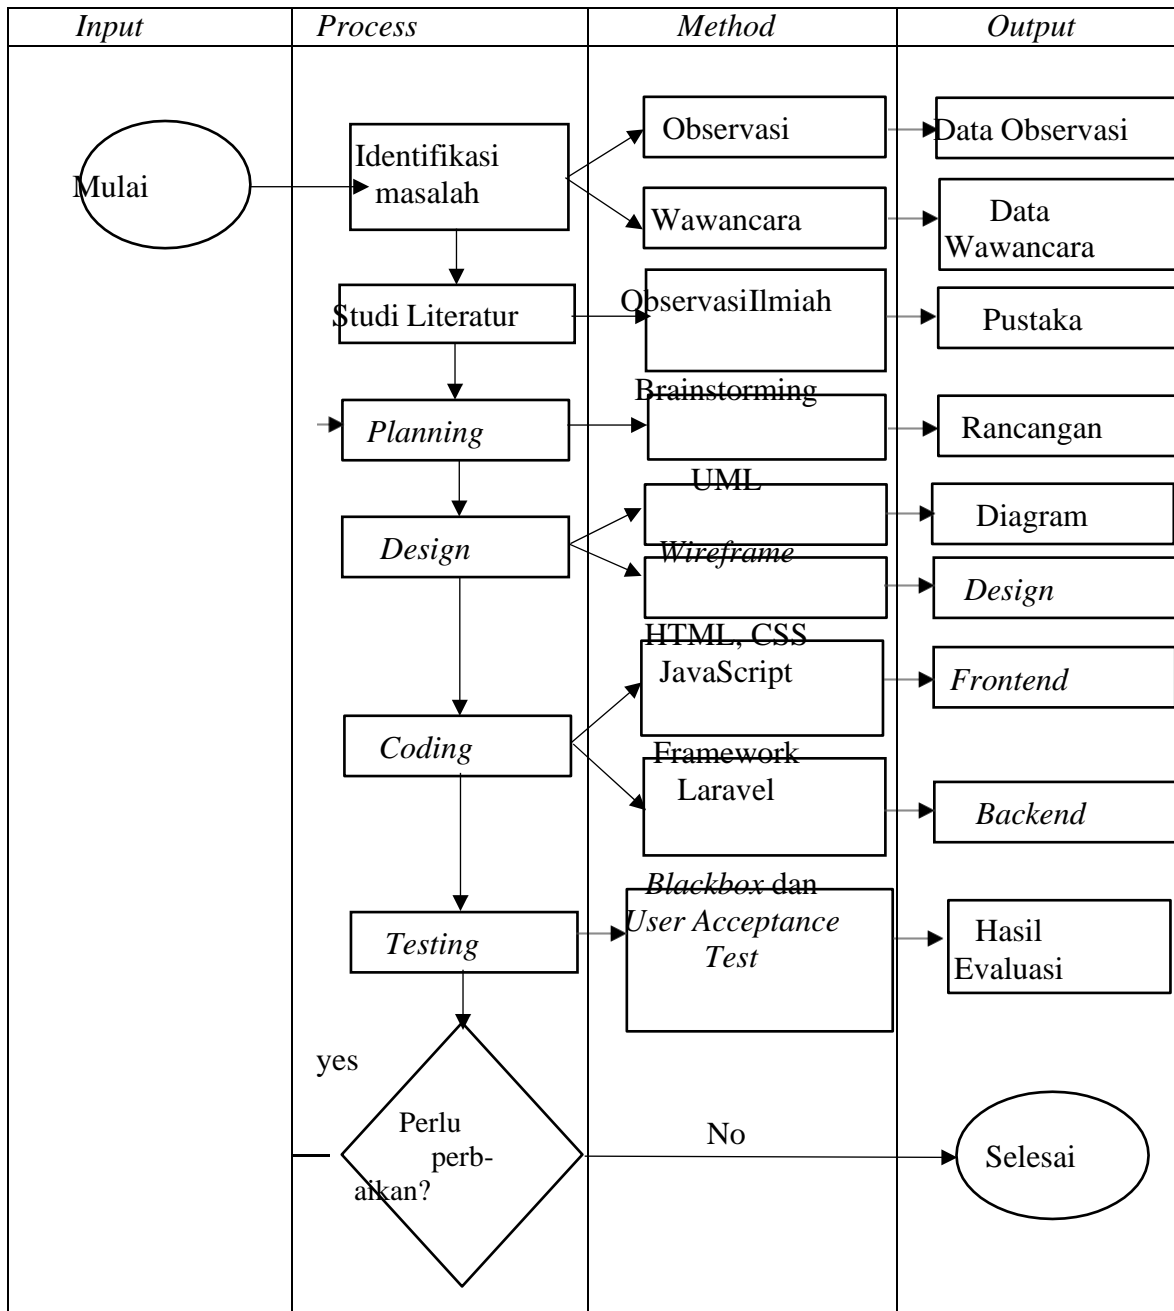 Input
Process
Method
Output
Mulai
Identifikasi
masalah
Observasi
Data Observasi
Wawancara
Data
Wawancara
Studi Literatur
ObservasiIlmiah
Pustaka
Planning
Brainstorming
Rancangan
Design
UML
Diagram
Wireframe
Design
Coding
HTML, CSS
JavaScript
Frontend
Framework
Laravel
Backend
Testing
Blackbox dan
User Acceptance
Test
Hasil
Evaluasi
yes
Perlu
perb-
aikan?
No
Selesai